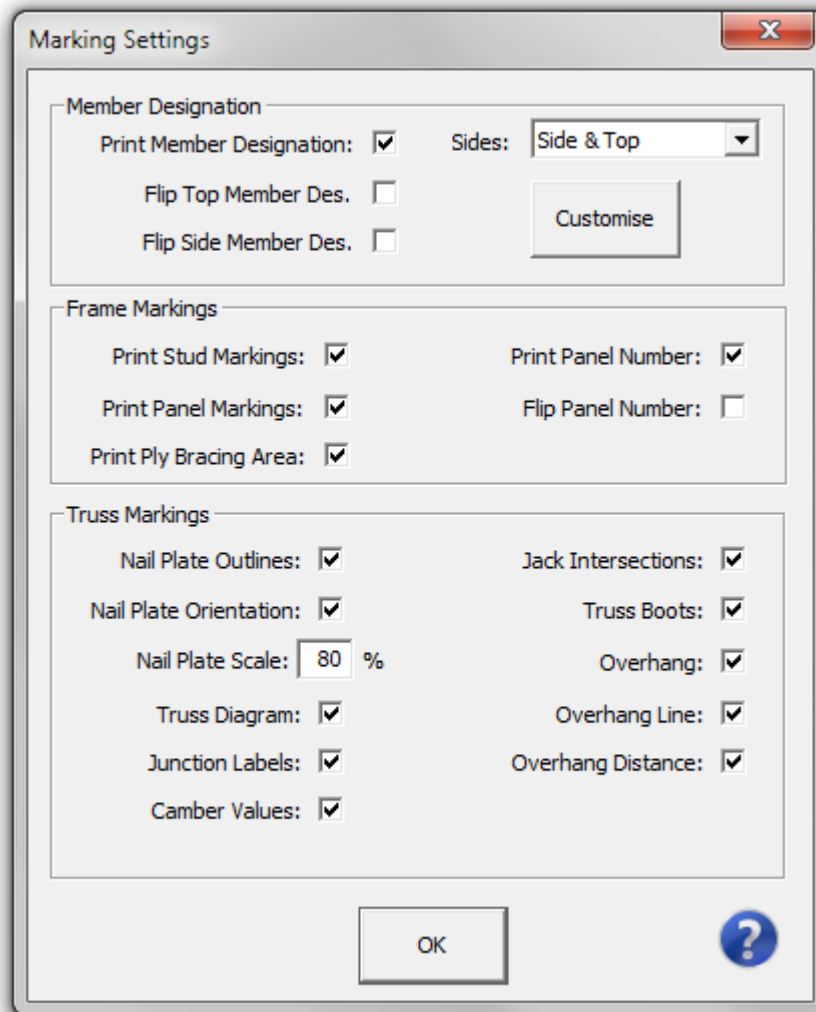 Marking Settings
Member Designation
Print Member Designation:
Sides: Side & Top
Flip Top Member Des.
Customise
Flip Side Member Des.
Frame Markings
Print Stud Markings:
Print Panel Number:
Print Panel Markings:
Flip Panel Number:
Print Ply Bracing Area:
Truss Markings
Nail Plate Outlines:
Jack Intersections:
Nail Plate Orientation:
Truss Boots:
Nail Plate Scale: 80 %
Overhang:
Truss Diagram:
Overhang Line:
Junction Labels:
Overhang Distance:
Camber Values:
OK
?